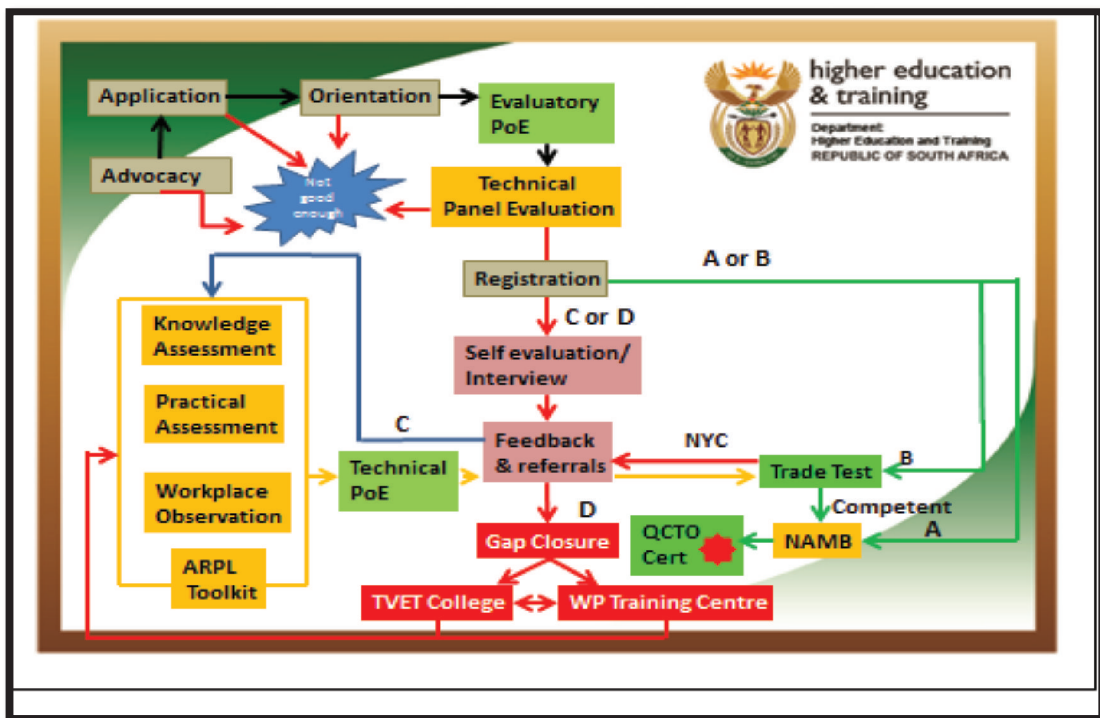 higher education
& training
Department:
Higher Education and Training
REPUBLIC OF SOUTH AFRICA
Application
Orientation
Evaluatory
PoE
Advocacy
Not
good
enough
Technical
Panel Evaluation
Registration
A or B
C or D
Knowledge
Assessment
Self evaluation/
Interview
Practical
Assessment
C
Feedback
& referrals
NYC
Technical
PoE
Trade Test
B
Workplace
Observation
D
Competent
Gap Closure
QCTO
Cert
NAMB
A
ARPL
Toolkit
TVET College
WP Training Centre